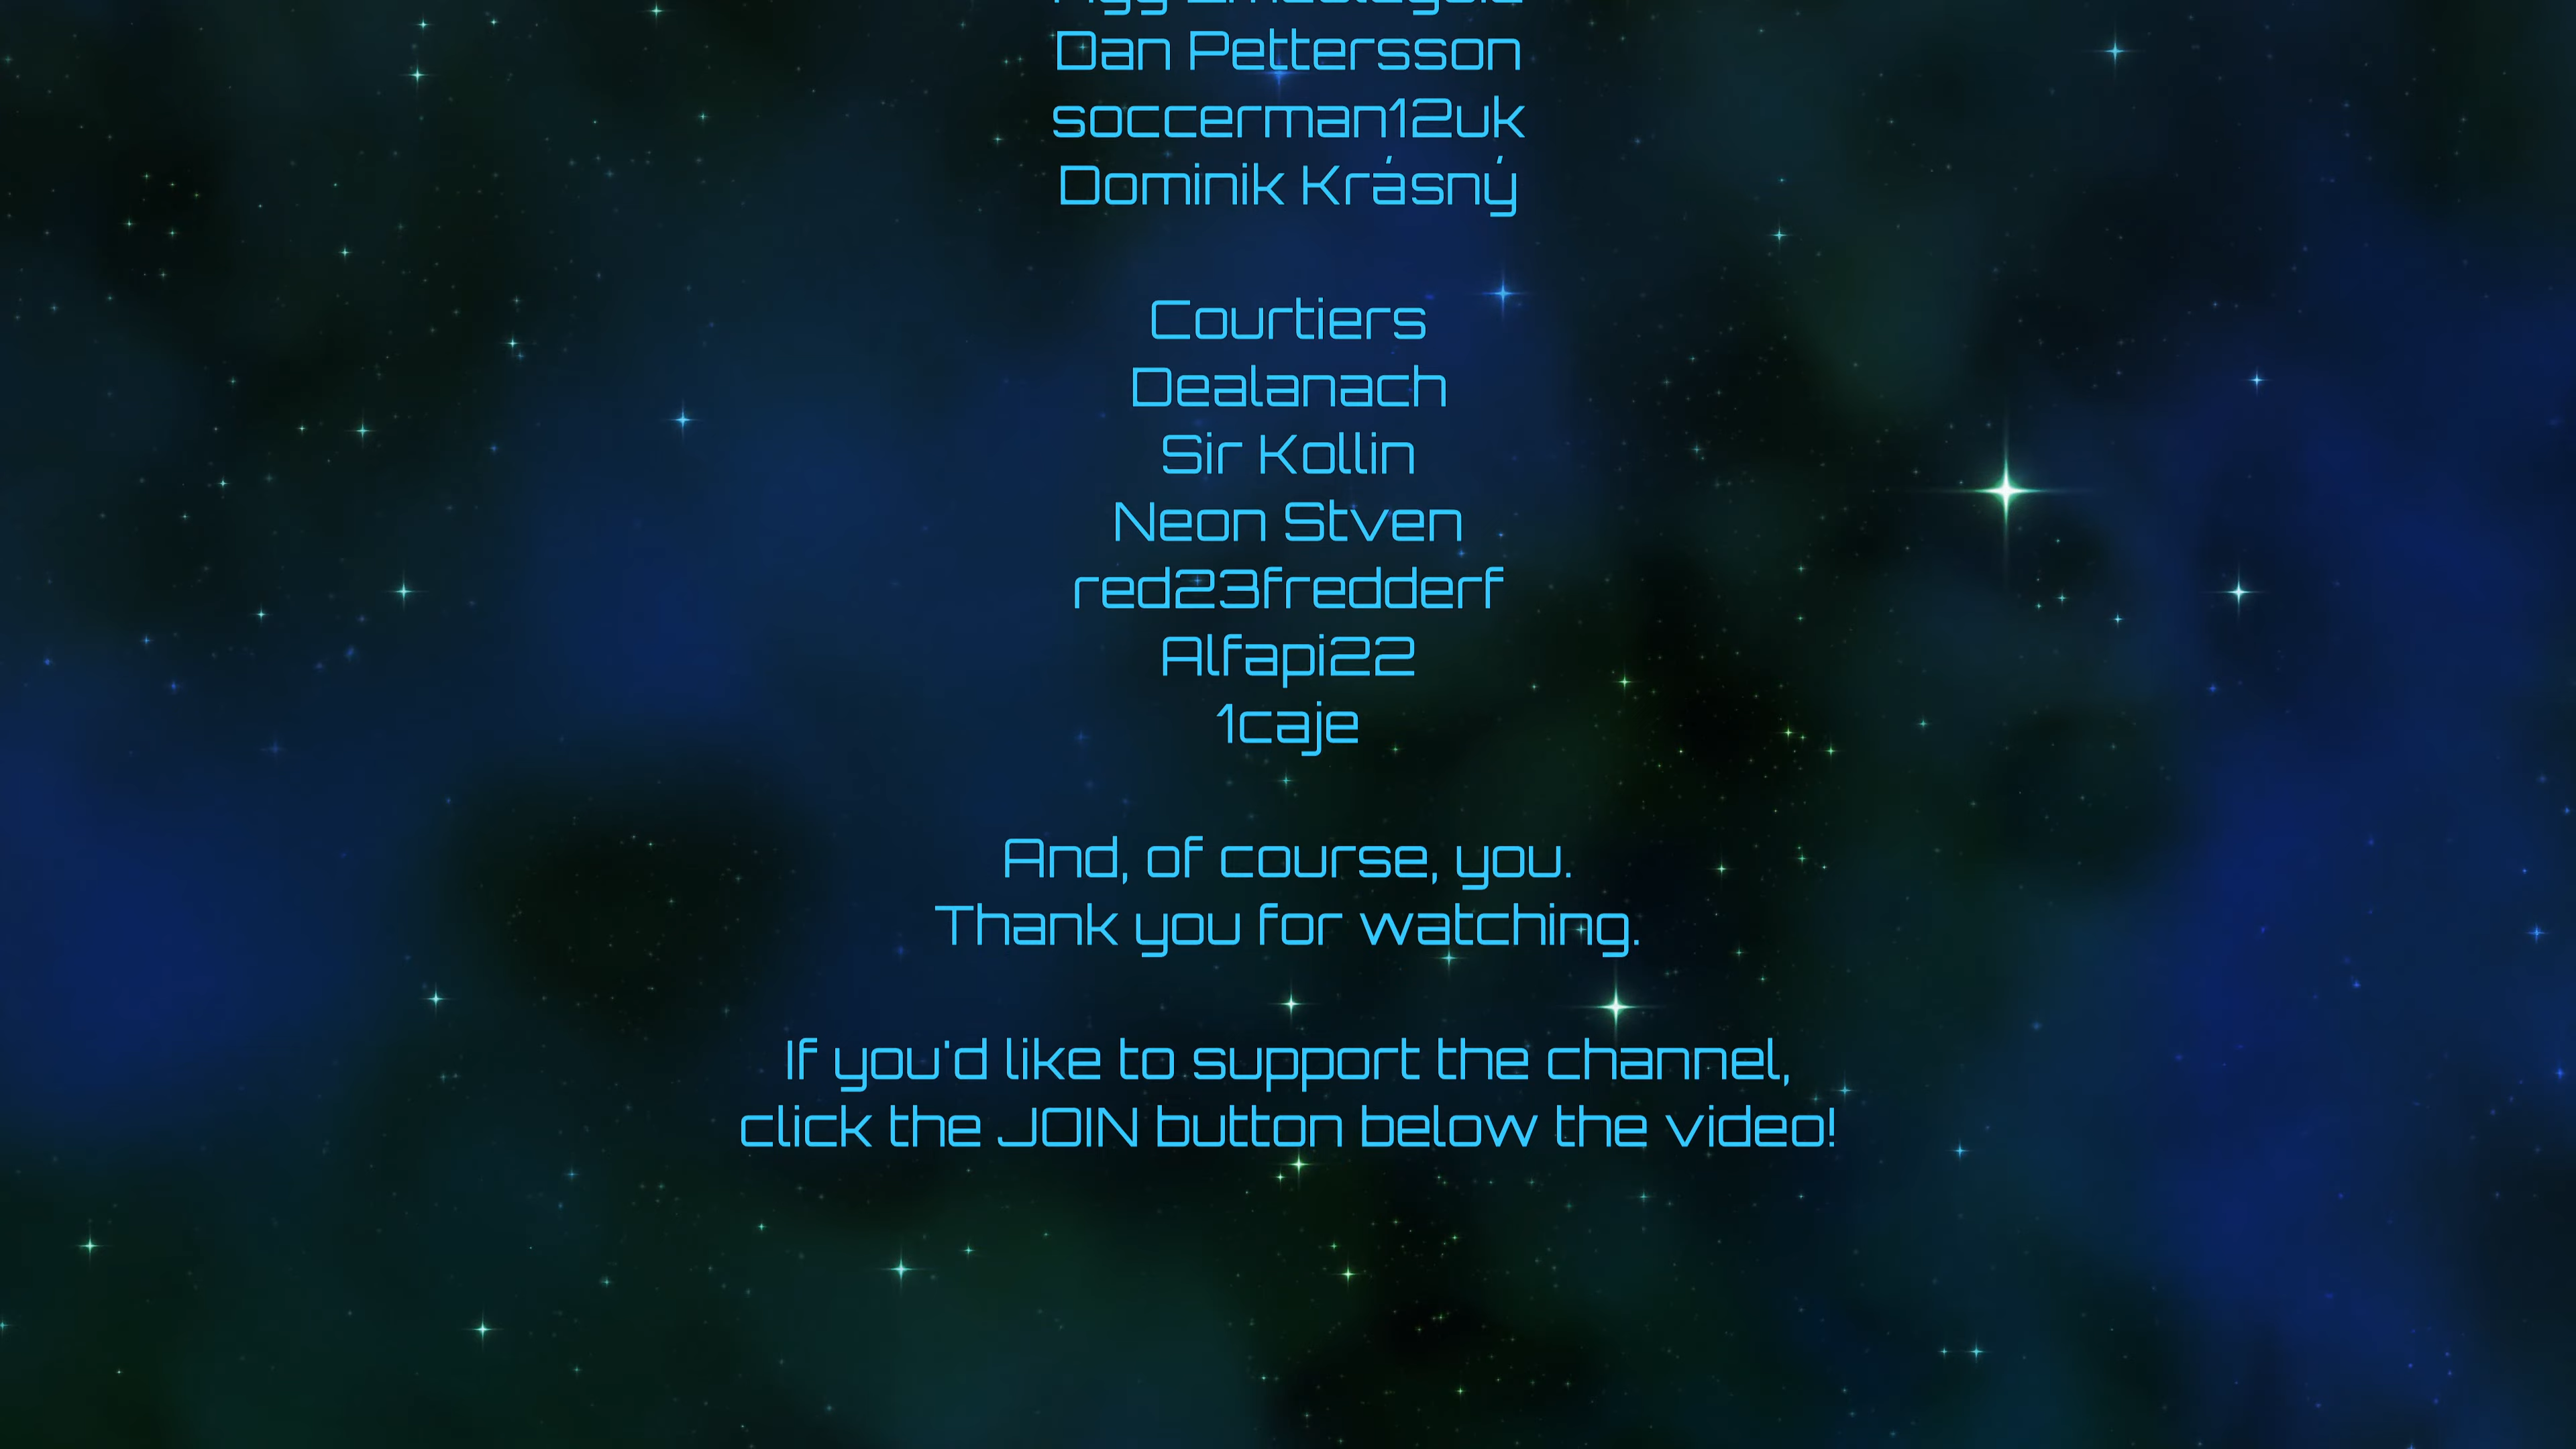 Dan Pettersson
soccerman12uk
Dominik Krásný
Courtiers
Dealanach
Sir Kollin
Neon Stven
red23fredderf
Alfapi22
1caje
And, of course, you.
Thank you for watching.
If you'd like to support the channel,
click the JOIN button below the video!